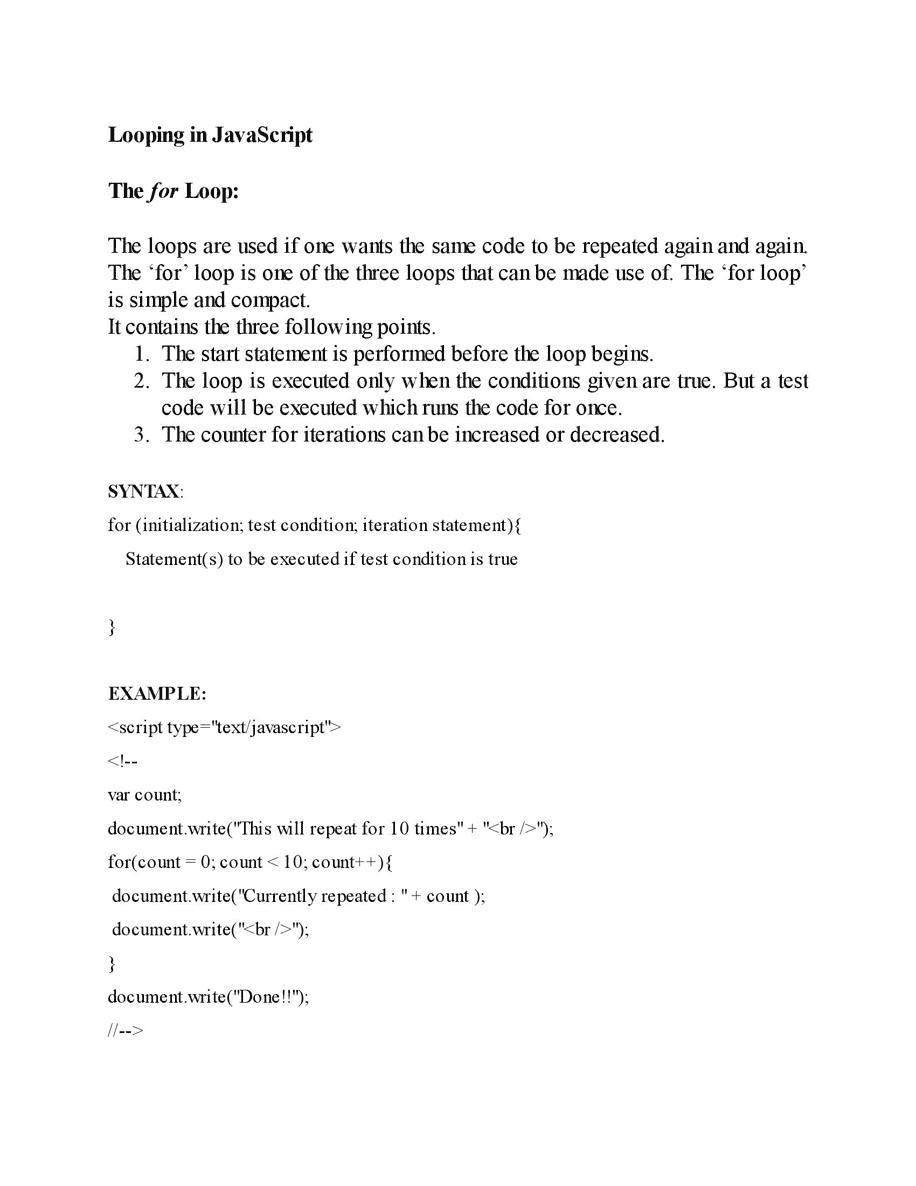 Looping in JavaScript
The for Loop:
The loops are used if one wants the same code to be repeated again and again.
The ‘for’ loop is one of the three loops that can be made use of. The ‘for loop’
is simple and compact.
It contains the three following points.
1. The start statement is performed before the loop begins.
2. The loop is executed only when the conditions given are true. But a test
code will be executed which runs the code for once.
3. The counter for iterations can be increased or decreased.
SYNTAX:
for (initialization; test condition; iteration statement){
Statement(s) to be executed if test condition is true
}
EXAMPLE:
<script type="text/javascript">
<!--
var count;
document.write("This will repeat for 10 times" + "<br />");
for(count = 0; count < 10; count++){
document.write("Currently repeated : " + count );
document.write("<br />");
}
document.write("Done!!");
//-->